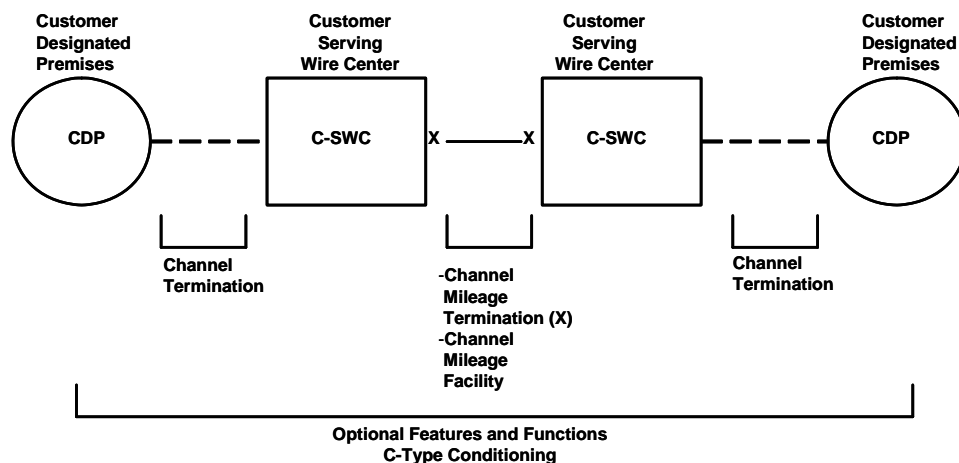 Customer
Designated
Premises
Customer
Serving
Wire Center
Customer
Serving
Wire Center
Customer
Designated
Premises
CDP
C-SWC
X
X
C-SWC
CDP
Channel
Termination
-Channel
Mileage
Termination (X)
-Channel
Mileage
Facility
Channel
Termination
Optional Features and Functions
C-Type Conditioning